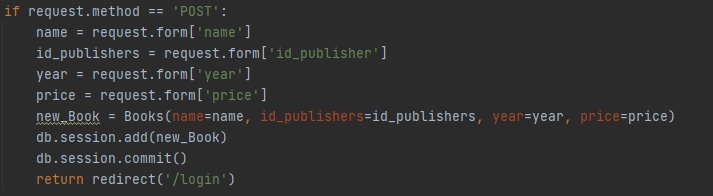 if request.method == 'POST':
    name = request.form['name']
    id_publishers = request.form['id_publisher']
    year = request.form['year']
    price = request.form['price']
    new_Book = Books(name=name, id_publishers=id_publishers, year=year, price=price)
    db.session.add(new_Book)
    db.session.commit()
    return redirect('/login')